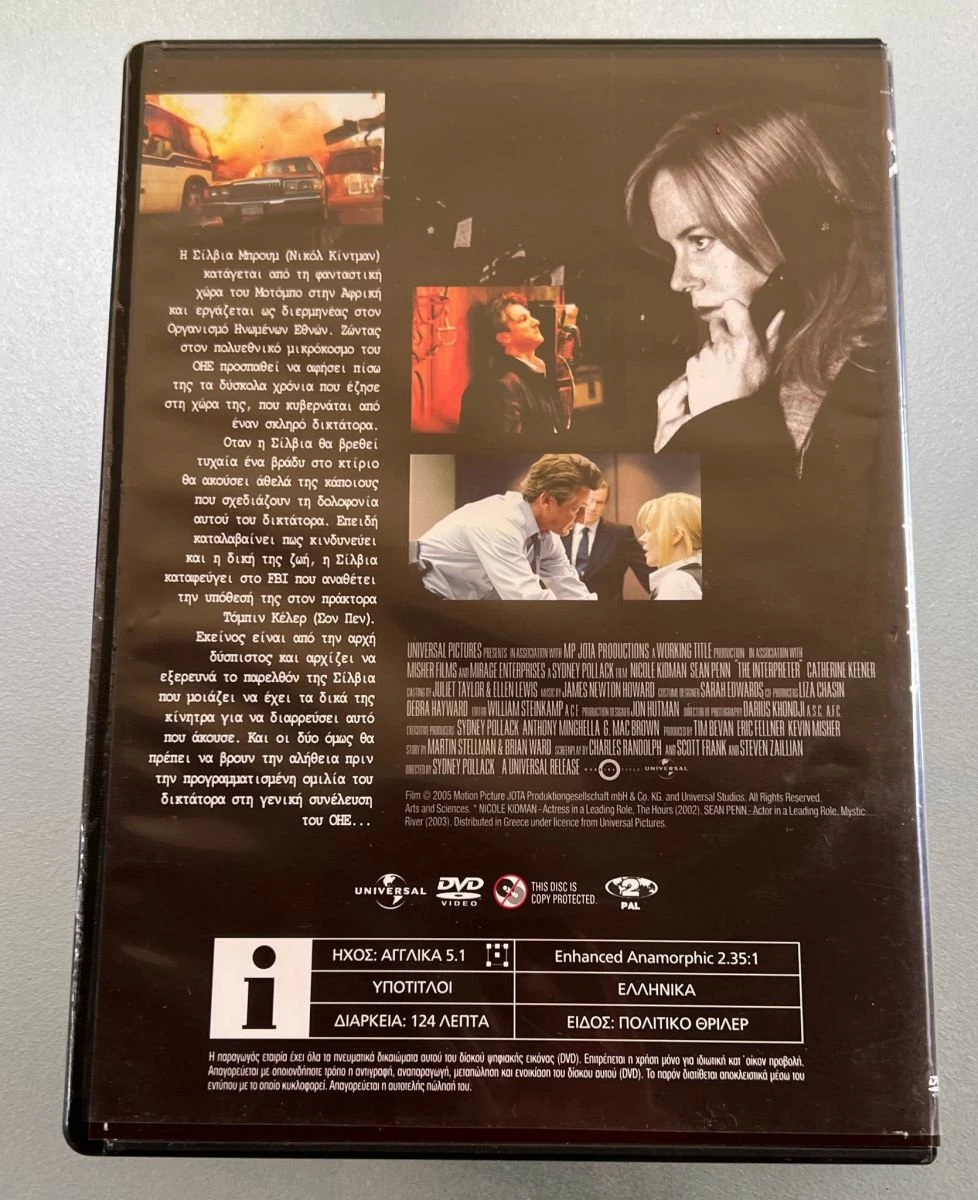 Η Σίλβια Μπρουμ (Νικόλ Κίντμαν)
κατάγεται από τη φανταστική
χώρα του Μοτόμπο στην Αφρική
και εργάζεται ως διερμηνέας στον
Οργανισμό Ηνωμένων Εθνών. Ζώντας
στον πολυεθνικό μικρόκοσμο του
ΟΗΕ προσπαθεί να αφήσει πίσω
της τα δύσκολα χρόνια που έζησε
στη χώρα της, που κυβερνάται από
έναν σκληρό δικτάτορα.
Οταν η Σίλβια θα βρεθεί
τυχαία ένα βράδυ στο κτίριο
θα ακούσει άθελά της κάποιους
που σχεδιάζουν τη δολοφονία
αυτού του δικτάτορα. Επειδή
καταλαβαίνει πως κινδυνεύει
και η δική της ζωή, η Σίλβια
καταφεύγει στο FBI που αναθέτει
την υπόθεσή της στον πράκτορα
Τόμπιν Κέλερ (Σον Πεν).
Εκείνος είναι από την αρχή
δύσπιστος και αρχίζει να
εξερευνά το παρελθόν της Σίλβια
που μοιάζει να έχει τα δικά της
κίνητρα για να διαρρεύσει αυτό
που άκουσε. Και οι δύο όμως θα
πρέπει να βρουν την αλήθεια πριν
την προγραμματισμένη ομιλία του
δικτάτορα στη γενική συνέλευση
του ΟΗΕ...
UNIVERSAL PICTURES PRESENTS IN ASSOCIATION WITH MP JOTA PRODUCTIONS A WORKING TITLE PRODUCTION IN ASSOCIATION WITH
MISHER FILMS AND MIRAGE ENTERPRISES A SYDNEY POLLACK FILM NICOLE KIDMAN SEAN PENN "THE INTERPRETER" CATHERINE KEENER
CASTING BY JULIET TAYLOR & ELLEN LEWIS MUSIC BY JAMES NEWTON HOWARD COSTUME DESIGNER SARAH EDWARDS CO-PRODUCERS LIZA CHASIN
DEBRA HAYWARD EDITOR WILLIAM STEINKAMP A.C.E. PRODUCTION DESIGNER JON HUTMAN DIRECTOR OF PHOTOGRAPHY DARIUS KHONDJI A.S.C. A.F.C.
EXECUTIVE PRODUCERS SYDNEY POLLACK ANTHONY MINGHELLA G. MAC BROWN PRODUCED BY TIM BEVAN ERIC FELLNER KEVIN MISHER
STORY BY MARTIN STELLMAN & BRIAN WARD SCREENPLAY BY CHARLES RANDOLPH AND SCOTT FRANK AND STEVEN ZAILLIAN
DIRECTED BY SYDNEY POLLACK A UNIVERSAL RELEASE WORKING TITLE UNIVERSAL
Film © 2005 Motion Picture JOTA Produktiongesellschaft mbH & Co. KG. and Universal Studios. All Rights Reserved.
Arts and Sciences. * NICOLE KIDMAN - Actress in a Leading Role, The Hours (2002). SEAN PENN - Actor in a Leading Role, Mystic
River (2003). Distributed in Greece under licence from Universal Pictures.
UNIVERSAL DVD VIDEO THIS DISC IS COPY PROTECTED. 2 PAL
ΗΧΟΣ: ΑΓΓΛΙΚΑ 5.1 Enhanced Anamorphic 2.35:1
ΥΠΟΤΙΤΛΟΙ ΕΛΛΗΝΙΚΑ
ΔΙΑΡΚΕΙΑ: 124 ΛΕΠΤΑ ΕΙΔΟΣ: ΠΟΛΙΤΙΚΟ ΘΡΙΛΕΡ
Η παραγωγός εταιρία έχει όλα τα πνευματικά δικαιώματα αυτού του δίσκου ψηφιακής εικόνας (DVD). Επιτρέπεται η χρήση μόνο για ιδιωτική κατ΄οίκον προβολή.
Απαγορεύεται με οποιονδήποτε τρόπο η αντιγραφή, αναπαραγωγή, μεταπώληση και ενοικίαση του δίσκου αυτού (DVD). Το παρόν διατίθεται αποκλειστικά μέσω του
εντύπου με το οποίο κυκλοφορεί. Απαγορεύεται η αυτοτελής πώλησή του.